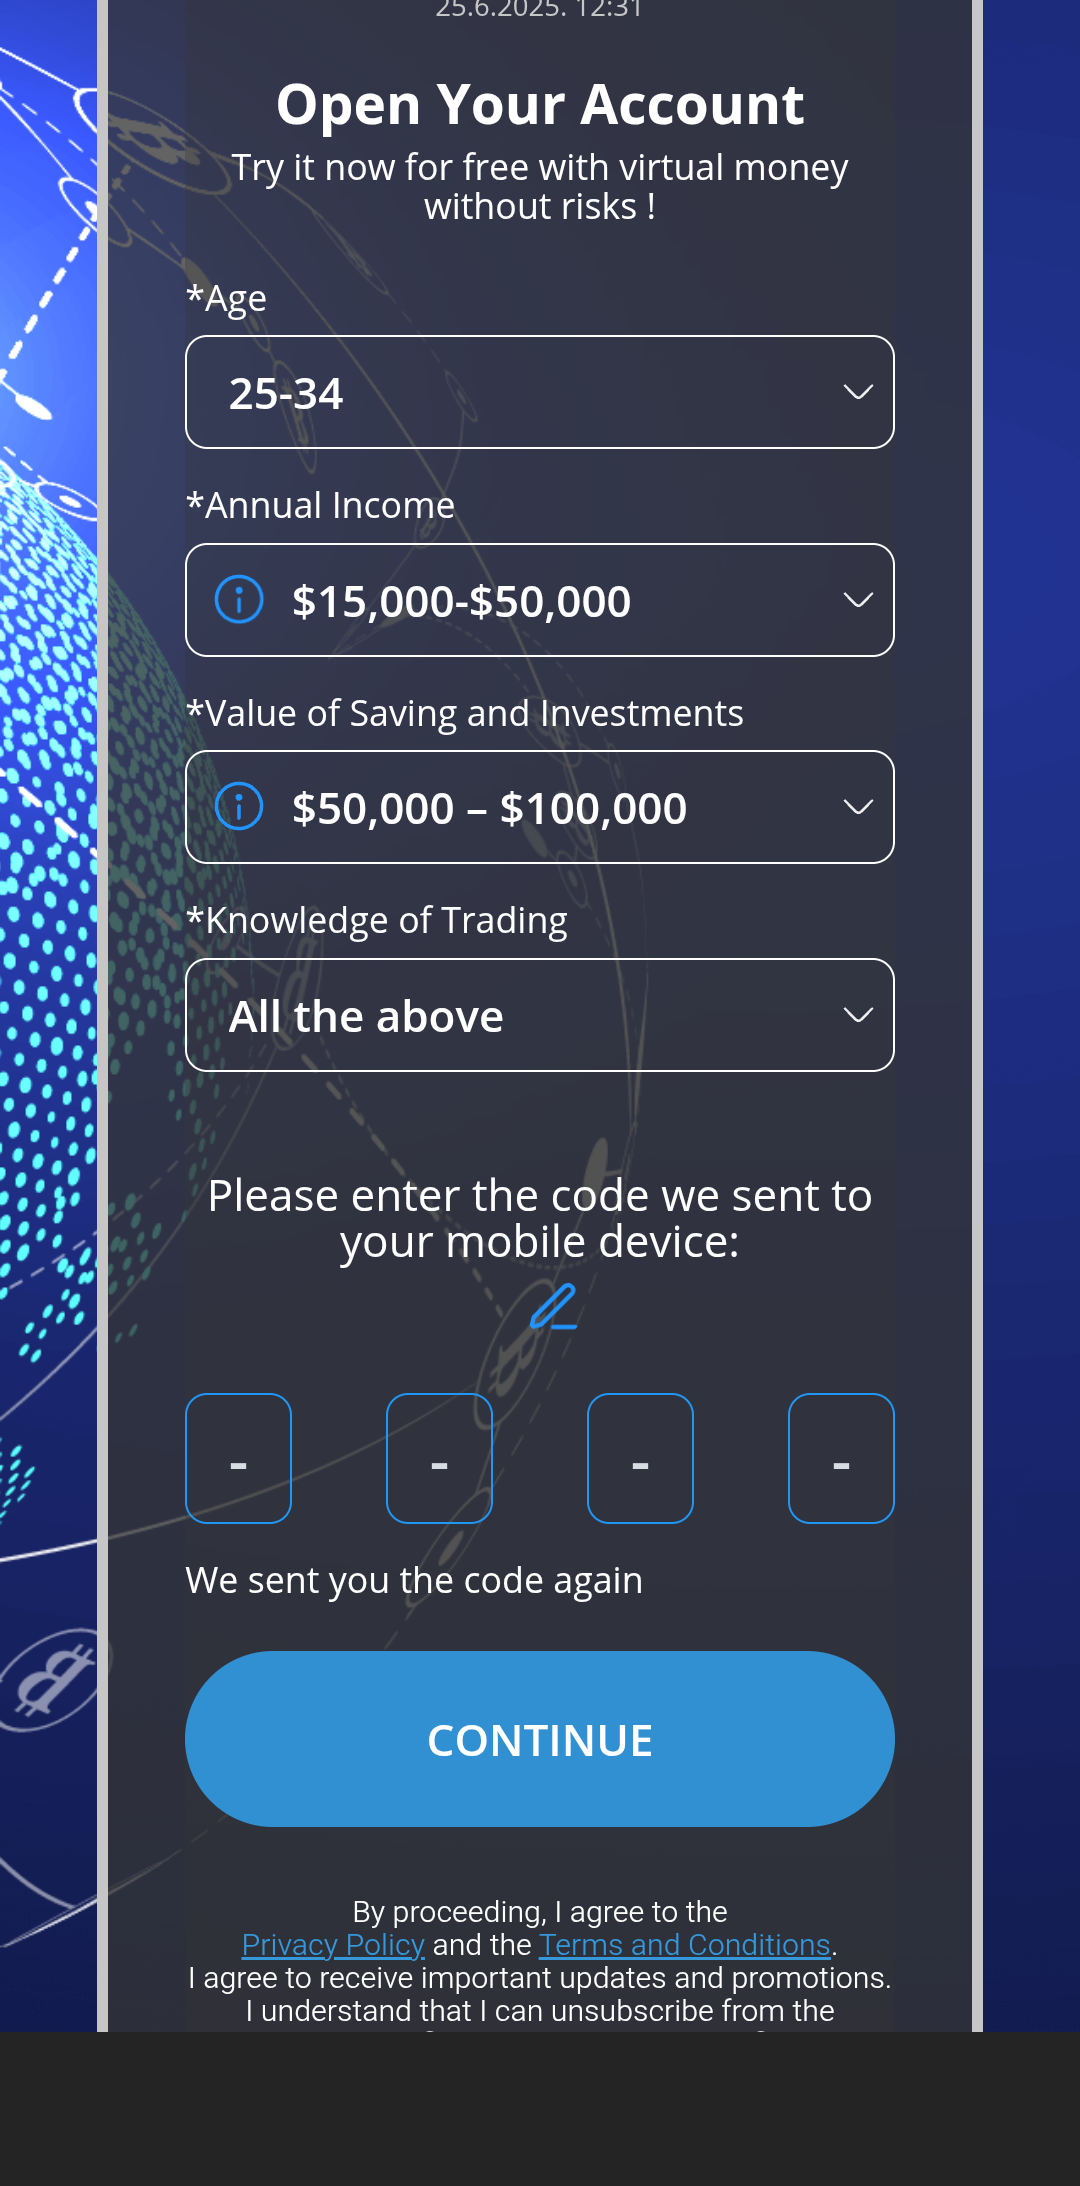 25.6.2025. 12:31
Open Your Account
Try it now for free with virtual money
without risks !
*Age
25-34
*Annual Income
$15,000-$50,000
*Value of Saving and Investments
$50,000 – $100,000
*Knowledge of Trading
All the above
Please enter the code we sent to
your mobile device:
- - - -
We sent you the code again
CONTINUE
By proceeding, I agree to the
Privacy Policy and the Terms and Conditions.
I agree to receive important updates and promotions.
I understand that I can unsubscribe from the